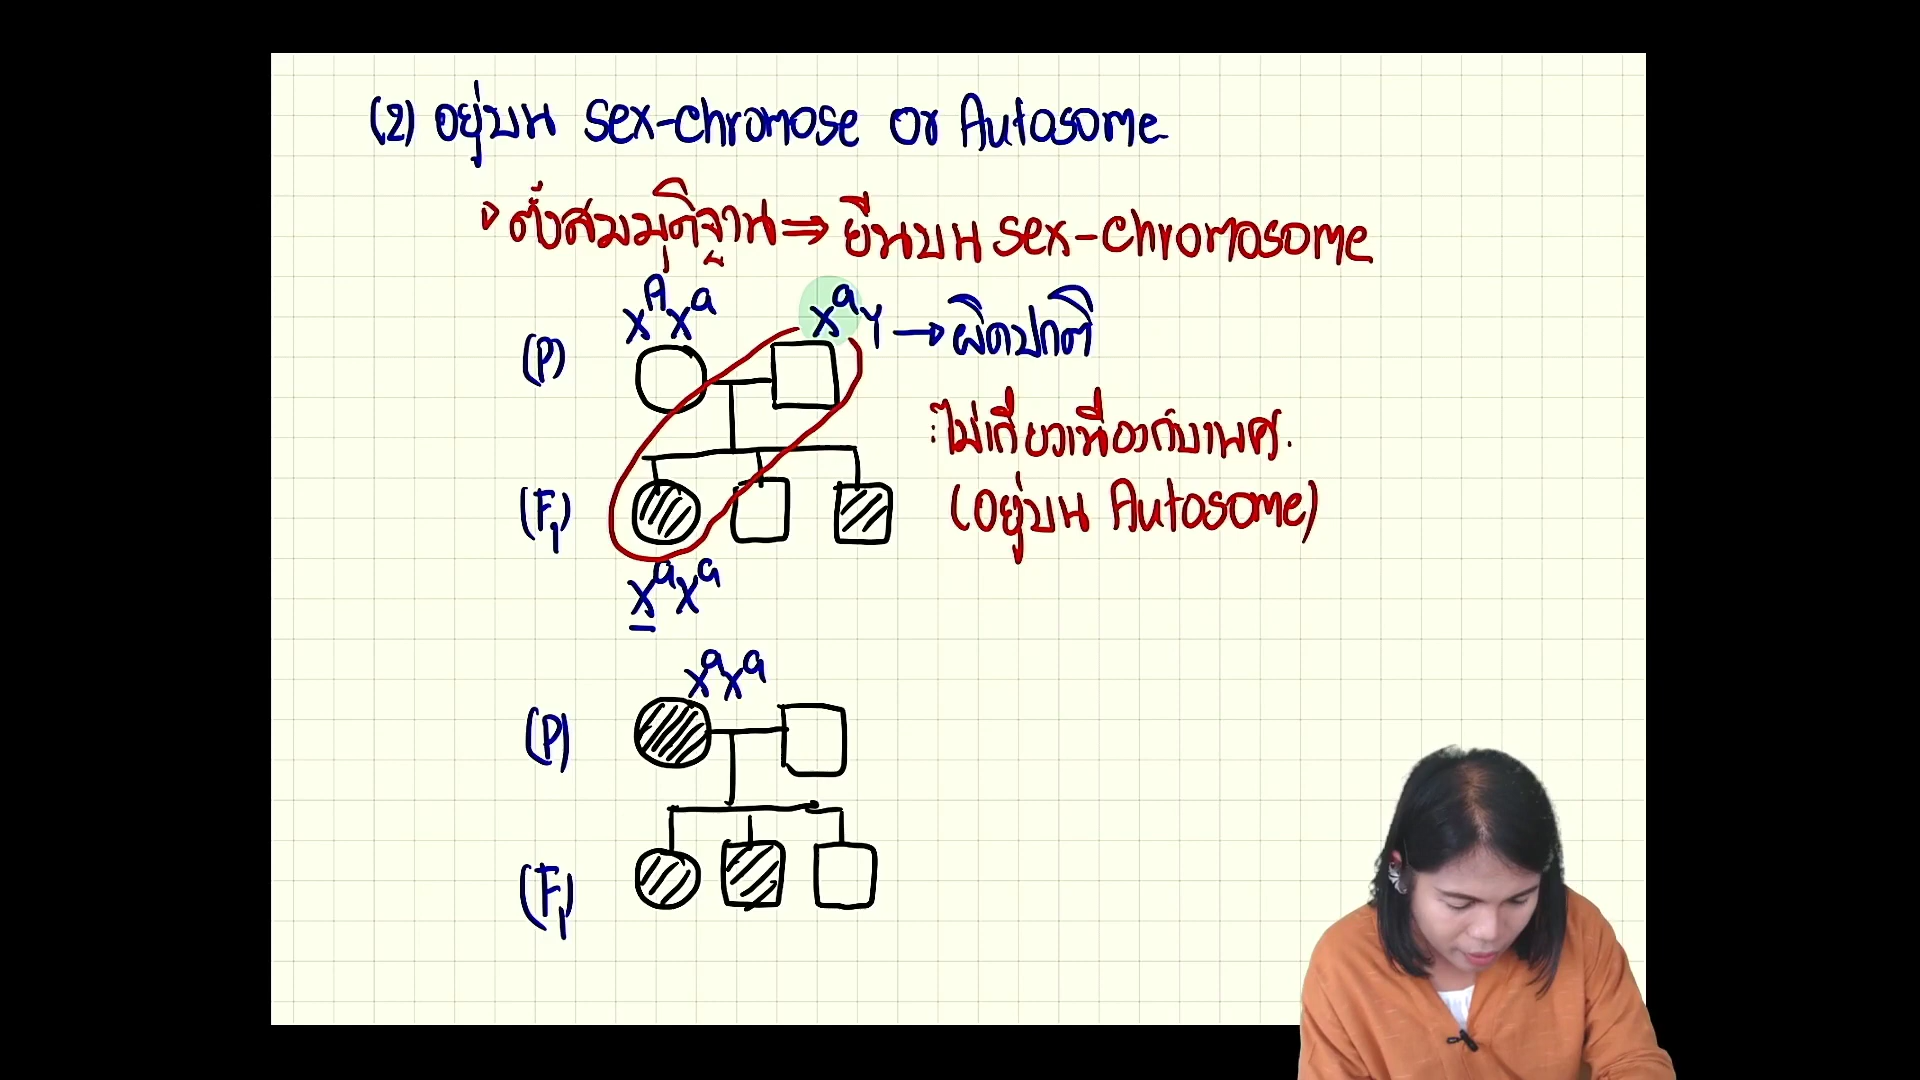 (2) อยู่บน sex-chromose or Autosome
ตั้งสมมุติฐาน ⇒ ยีนบน sex-chromosome
(P) XᴬXᵃ XᵃY → ผิดปกติ
: ไม่เกี่ยวเนื่องกับเพศ.
(F₁) (อยู่บน Autosome)
XᵃXᵃ
XᵃXᵃ
(P)
(F₁)